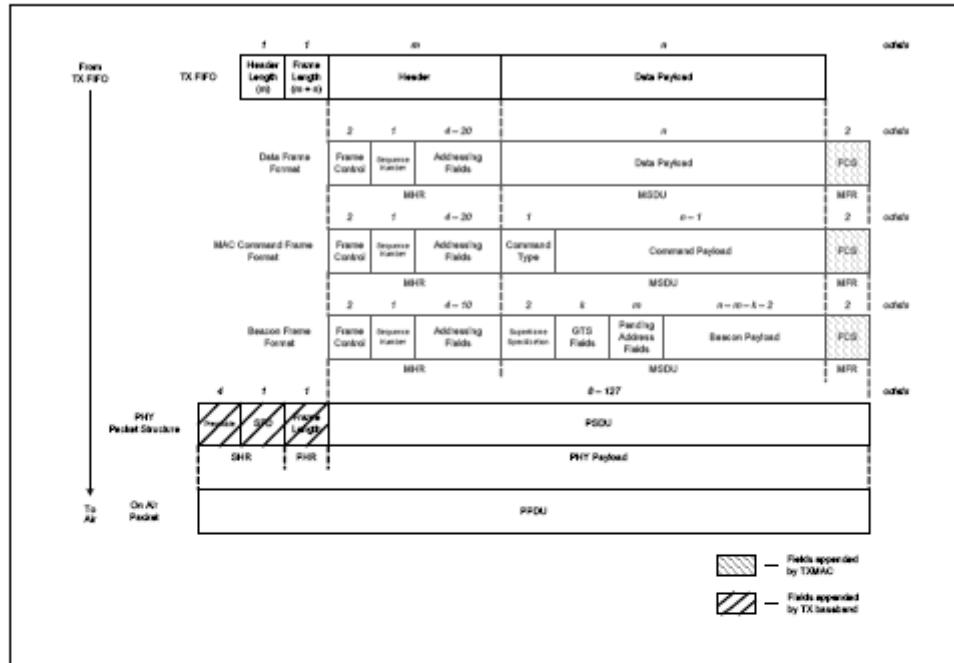 1 1 m n octets
From
TX FIFO
TX FIFO
Header
Length
(m)
Frame
Length
(m + n)
Header
Data Payload
2 1 4 – 20 n 2 octets
Data Frame
Format
Frame
Control
Sequence
Number
Addressing
Fields
Data Payload
FCS
MHR MSDU MFR
2 1 4 – 20 1 n – 1 2 octets
MAC Command Frame
Format
Frame
Control
Sequence
Number
Addressing
Fields
Command
Type
Command Payload
FCS
MHR MSDU MFR
2 1 4 – 10 2 k m n – m – k – 2 2 octets
Beacon Frame
Format
Frame
Control
Sequence
Number
Addressing
Fields
Superframe
Specification
GTS
Fields
Pending
Address
Fields
Beacon Payload
FCS
MHR MSDU MFR
4 1 1 8 – 127 octets
PHY
Packet Structure
Preamble
SFD
Frame
Length
PSDU
SHR PHR PHY Payload
To
Air
On Air
Packet
PPDU
— Fields appended
by TXMAC
— Fields appended
by TX baseband